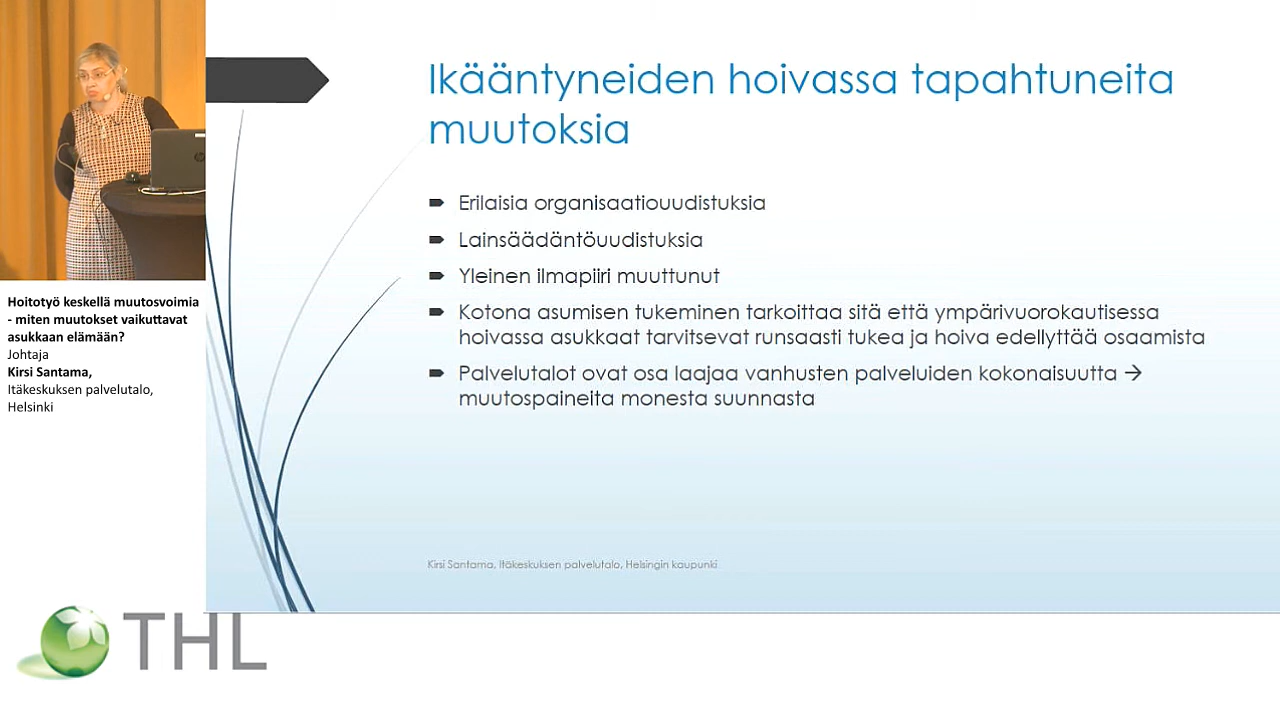 Ikääntyneiden hoivassa tapahtuneita
muutoksia
Erilaisia organisaatiouudistuksia
Lainsäädäntöuudistuksia
Yleinen ilmapiiri muuttunut
Kotona asumisen tukeminen tarkoittaa sitä että ympärivuorokautisessa
hoivassa asukkaat tarvitsevat runsaasti tukea ja hoiva edellyttää osaamista
Palvelutalot ovat osa laajaa vanhusten palveluiden kokonaisuutta →
muutospaineita monesta suunnasta
Kirsi Santama, Itäkeskuksen palvelutalo, Helsingin kaupunki
Hoitotyö keskellä muutosvoimia
- miten muutokset vaikuttavat
asukkaan elämään?
Johtaja
Kirsi Santama,
Itäkeskuksen palvelutalo,
Helsinki
THL